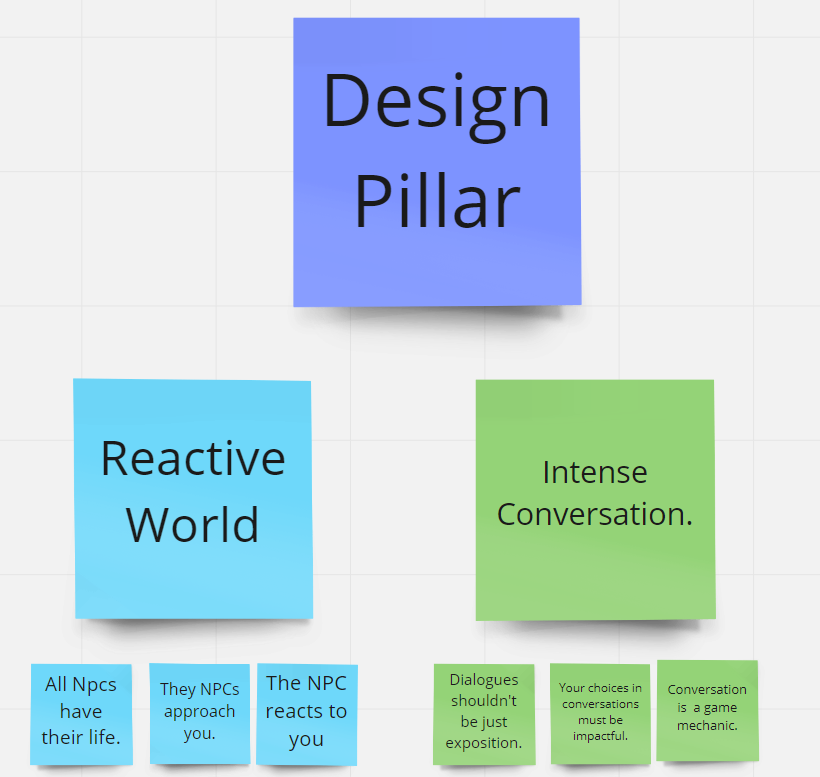 Design
Pillar
Reactive
World
Intense
Conversation.
All Npcs
have
their life.
They NPCs
approach
you.
The NPC
reacts to
you
Dialogues
shouldn't
be just
exposition.
Your choices in
conversations
must be
impactful.
Conversation
is a game
mechanic.